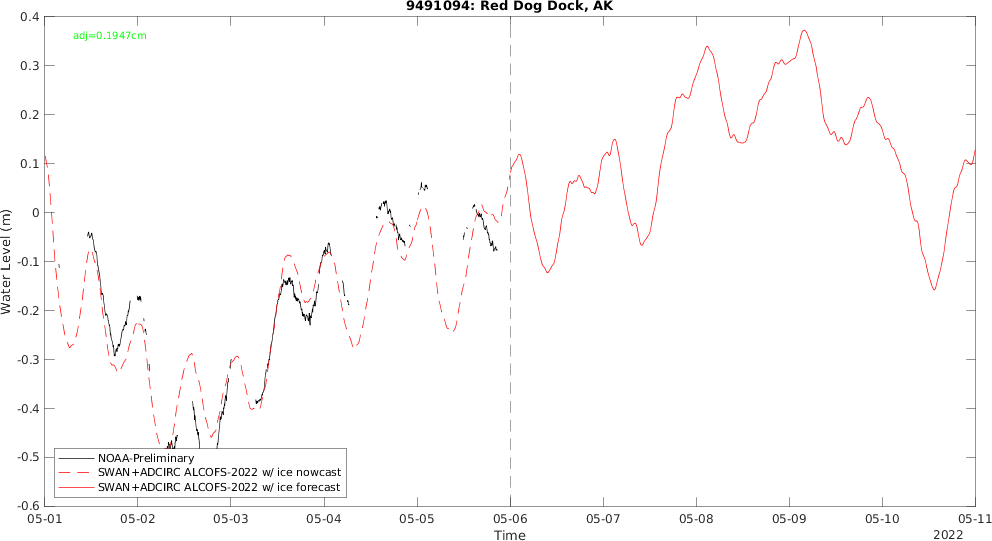 9491094: Red Dog Dock, AK
adj=0.1947cm
0.4
0.3
0.2
0.1
0
-0.1
-0.2
-0.3
-0.4
-0.5
-0.6
Water Level (m)
NOAA-Preliminary
SWAN+ADCIRC ALCOFS-2022 w/ ice nowcast
SWAN+ADCIRC ALCOFS-2022 w/ ice forecast
05-01 05-02 05-03 05-04 05-05 05-06 05-07 05-08 05-09 05-10 05-11
Time
2022